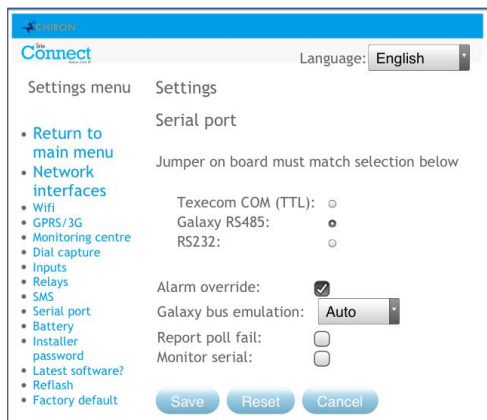 CHIRON
iris
Connect
Language: English
Settings menu
Settings
Serial port
• Return to
main menu
• Network
interfaces
• Wifi
• GPRS/3G
• Monitoring centre
• Dial capture
• Inputs
• Relays
• SMS
• Serial port
• Battery
• Installer
password
• Latest software?
• Reflash
• Factory default
Jumper on board must match selection below
Texecom COM (TTL):
Galaxy RS485:
RS232:
Alarm override:
Galaxy bus emulation: Auto
Report poll fail:
Monitor serial:
Save Reset Cancel